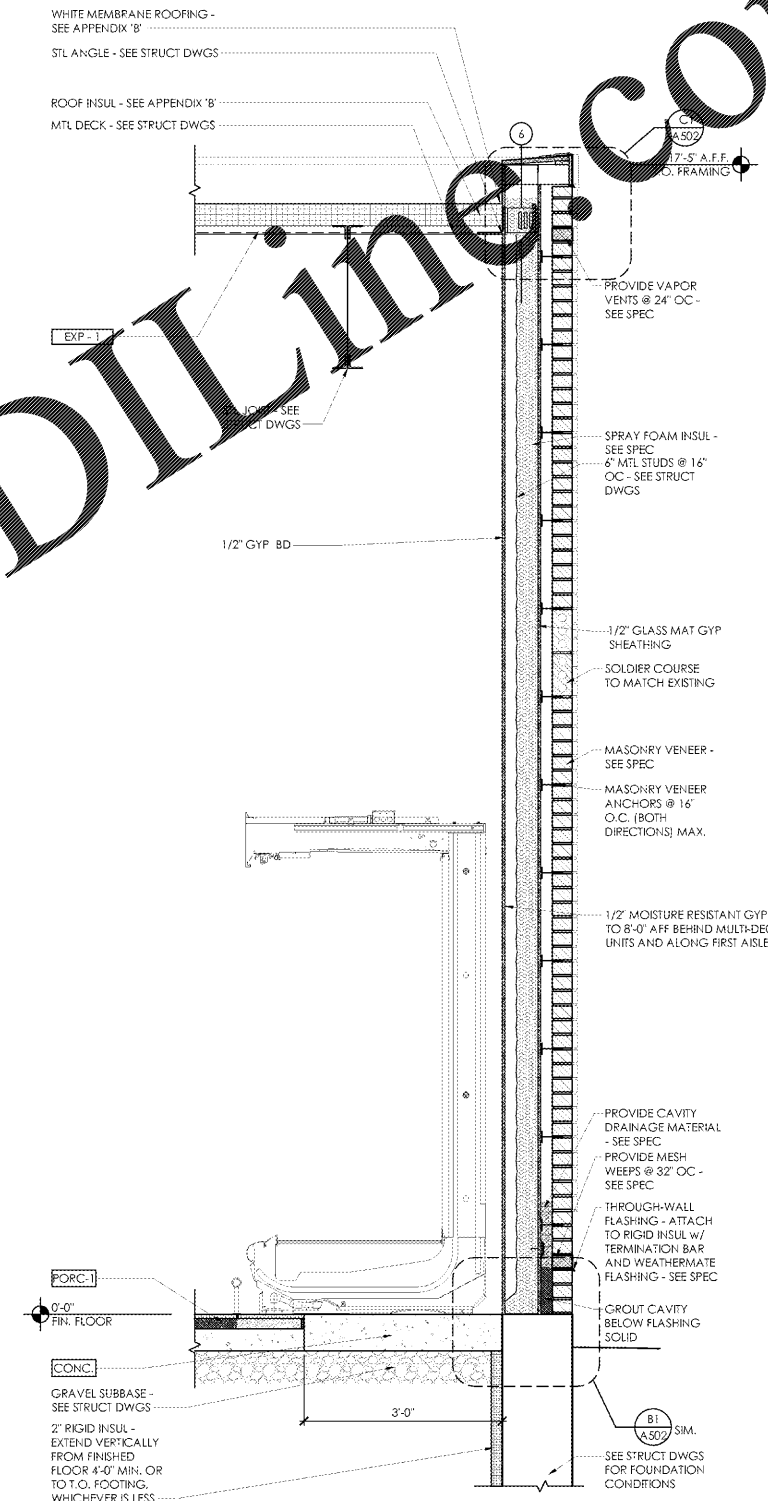 WHITE MEMBRANE ROOFING -
SEE APPENDIX 'B'
STL ANGLE - SEE STRUCT DWGS
ROOF INSUL - SEE APPENDIX 'B'
MTL DECK - SEE STRUCT DWGS
6
C1
A502
17'-5" A.F.F.
T.O. FRAMING
PROVIDE VAPOR
VENTS @ 24" OC -
SEE SPEC
EXP - 1
SEE
STRUCT DWGS
SPRAY FOAM INSUL -
SEE SPEC
6" MTL STUDS @ 16"
OC - SEE STRUCT
DWGS
1/2" GYP BD
1/2" GLASS MAT GYP
SHEATHING
SOLDIER COURSE
TO MATCH EXISTING
MASONRY VENEER -
SEE SPEC
MASONRY VENEER
ANCHORS @ 16"
O.C. (BOTH
DIRECTIONS) MAX.
1/2" MOISTURE RESISTANT GYP
TO 8'-0" AFF BEHIND MULTI-DEC
UNITS AND ALONG FIRST AISLE
PROVIDE CAVITY
DRAINAGE MATERIAL
- SEE SPEC
PROVIDE MESH
WEEPS @ 32" OC -
SEE SPEC
THROUGH-WALL
FLASHING - ATTACH
TO RIGID INSUL w/
TERMINATION BAR
AND WEATHERMATE
FLASHING - SEE SPEC
PORC-1
0'-0"
FIN. FLOOR
GROUT CAVITY
BELOW FLASHING
SOLID
CONC.
GRAVEL SUBBASE -
SEE STRUCT DWGS
3'-0"
2" RIGID INSUL -
EXTEND VERTICALLY
FROM FINISHED
FLOOR 4'-0" MIN. OR
TO T.O. FOOTING,
WHICHEVER IS LESS
B1
A502
SIM.
SEE STRUCT DWGS
FOR FOUNDATION
CONDITIONS
DILine.co